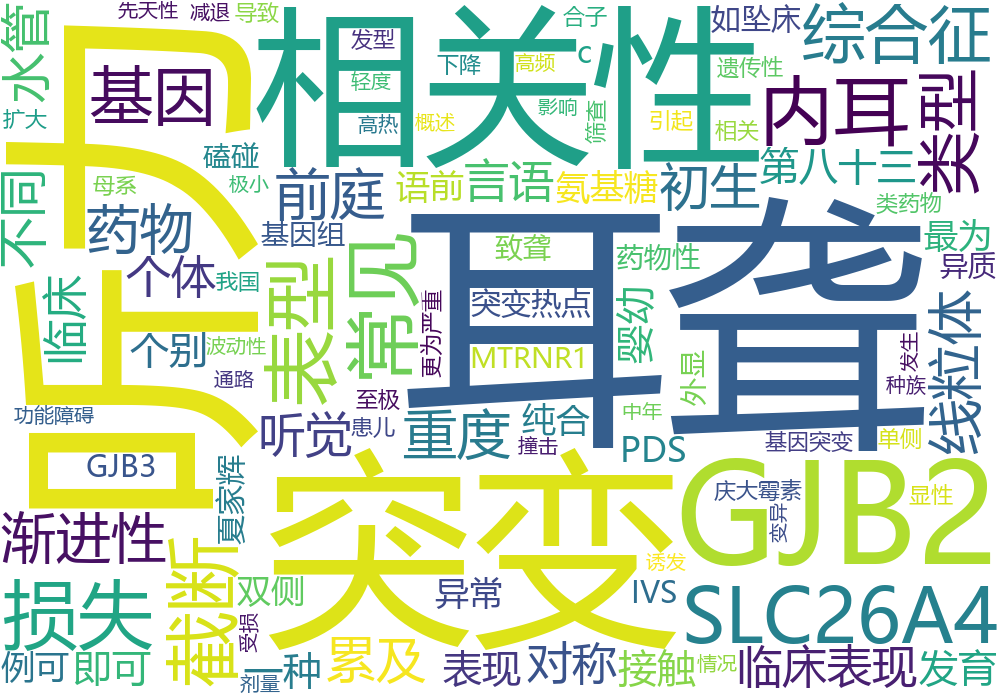 先天性
减退
导致
合子
如坠床
综合征
水管
听力
相关性
发型
c
基因
下降
高频
遗传性
内耳
类型
扩大
轻度
影响
筛查
引起
相关
高热
概述
不同
母系
极小
磕碰
前庭
语前
言语
氨基糖
初生
第八十三
药物
基因组
耳聋
类药物
最为
常见
致聋
药物性
异质
个体
我国
表型
突变热点
更为严重
婴幼
线粒体
临床
个别
波动性
MTRNR1
外显
发生
种族
通路
至极
中年
功能障碍
听觉
患儿
重度
纯合
撞击
PDS
基因突变
单侧
GJB3
夏家辉
突变
GJB2
庆大霉素
显性
变异
渐进性
截断
双侧
异常
IVS
诱发
SLC26A4
损失
受损
累及
例可
即可
一种
剂量
表现
对称
接触
情况
临床表现
发育